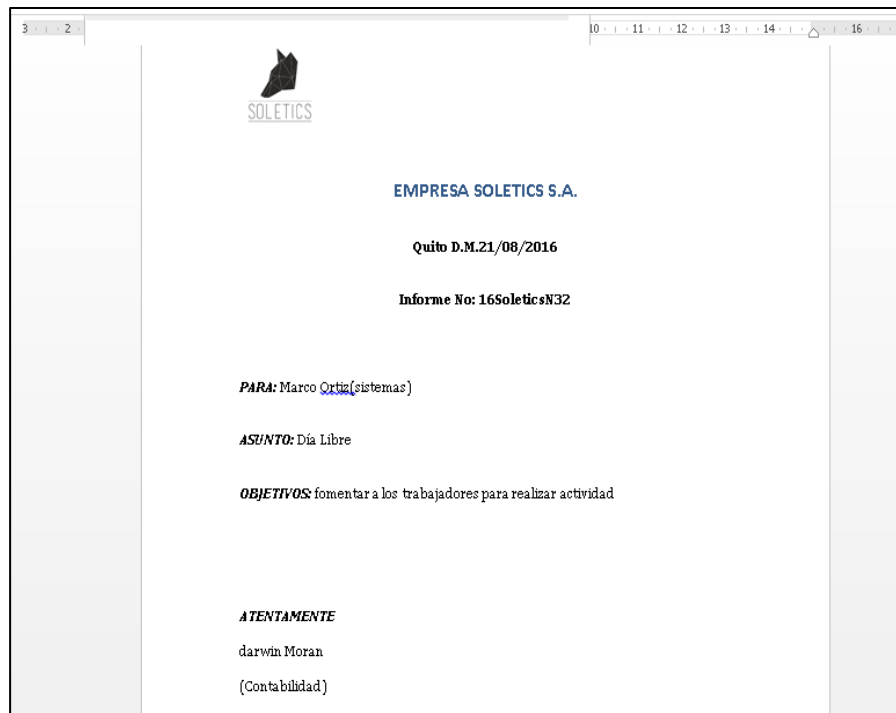 3 2 10 11 12 13 14 16
SOLETICS
EMPRESA SOLETICS S.A.
Quito D.M.21/08/2016
Informe No: 16SoleticsN32
PARA: Marco Ortiz(sistemas)
ASUNTO: Día Libre
OBJETIVOS: fomentar a los trabajadores para realizar actividad
ATENTAMENTE
darwin Moran
(Contabilidad)